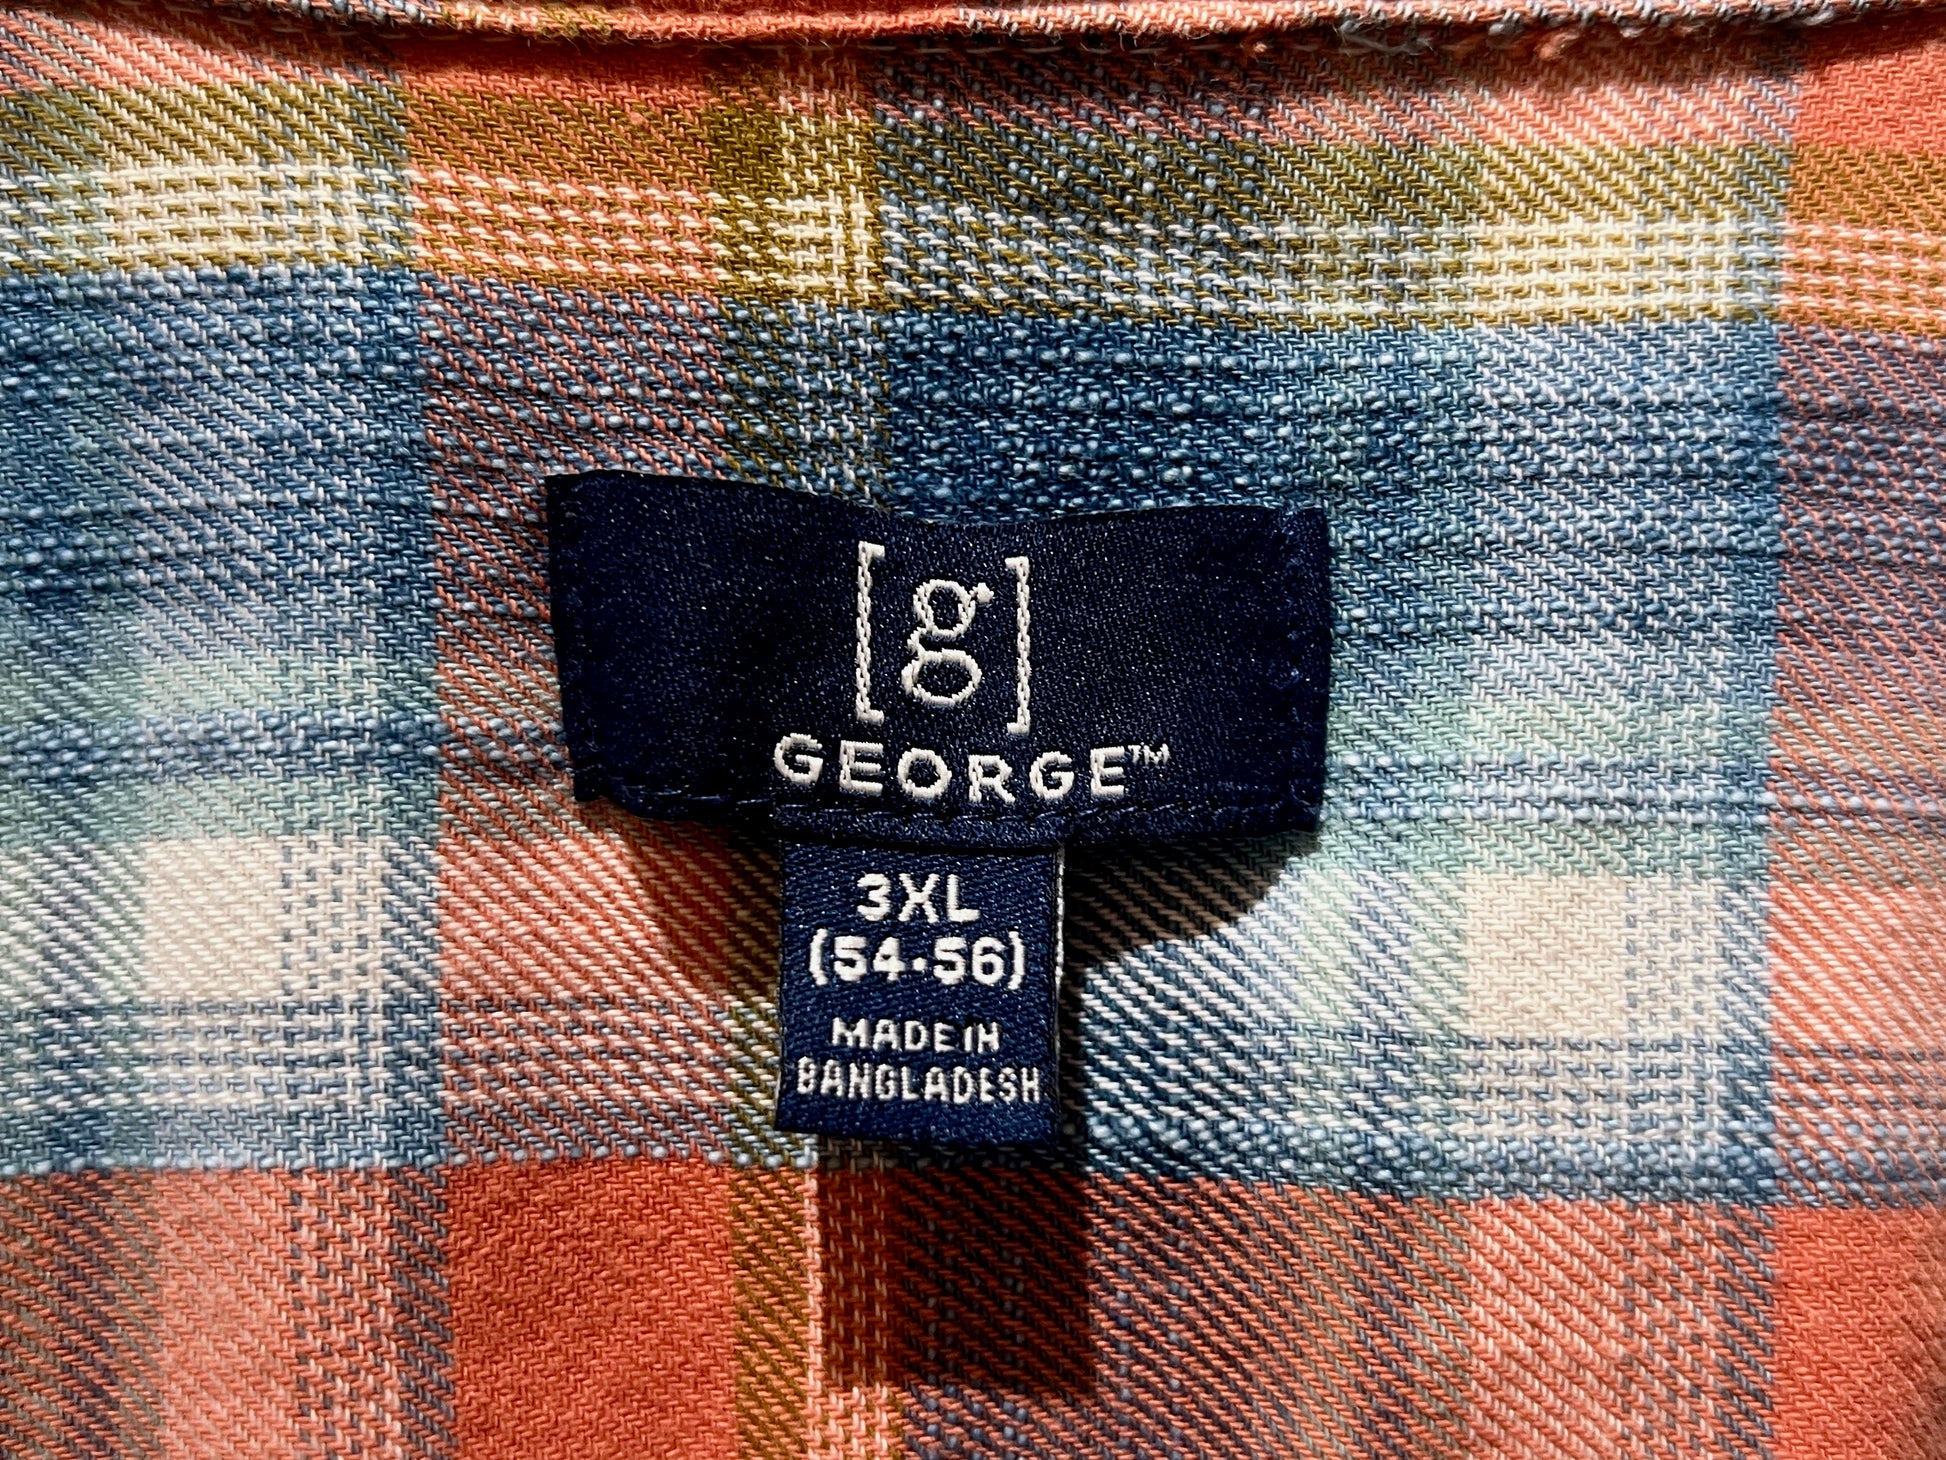 [g]
GEORGE™
3XL
(54-56)
MADE IN
BANGLADESH